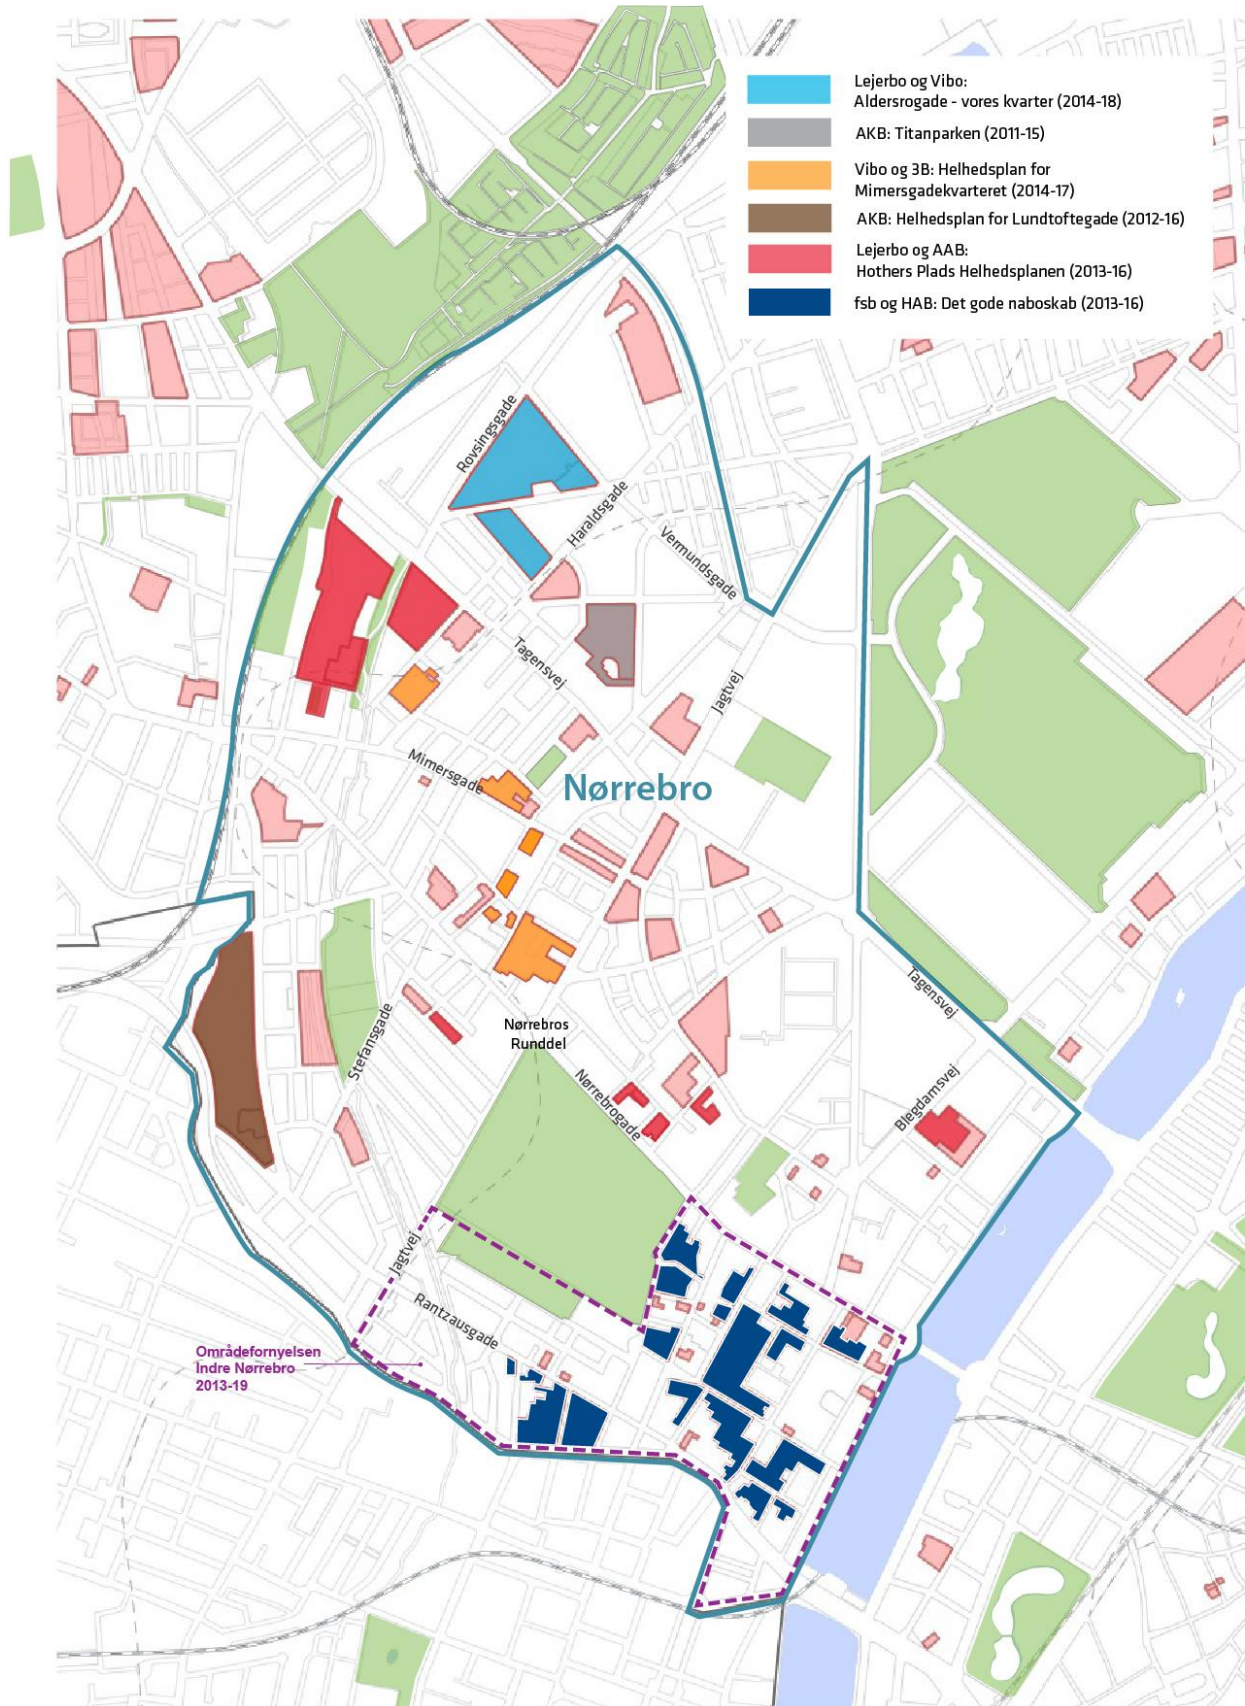 Lejerbo og Vibo:
Aldersrogade - vores kvarter (2014-18)
AKB: Titanparken (2011-15)
Vibo og 3B: Helhedsplan for
Mimersgadekvarteret (2014-17)
AKB: Helhedsplan for Lundtoftegade (2012-16)
Lejerbo og AAB:
Hothers Plads Helhedsplanen (2013-16)
fsb og HAB: Det gode naboskab (2013-16)
Rovsingsgade
Haraldsgade
Vermundsgade
Tagensvej
Jagtvej
Mimersgade
Nørrebro
Tagensvej
Stefansgade
Nørrebros
Runddel
Nørrebrogade
Blegdamsvej
Jagtvej
Rantzausgade
Områdefornyelsen
Indre Nørrebro
2013-19